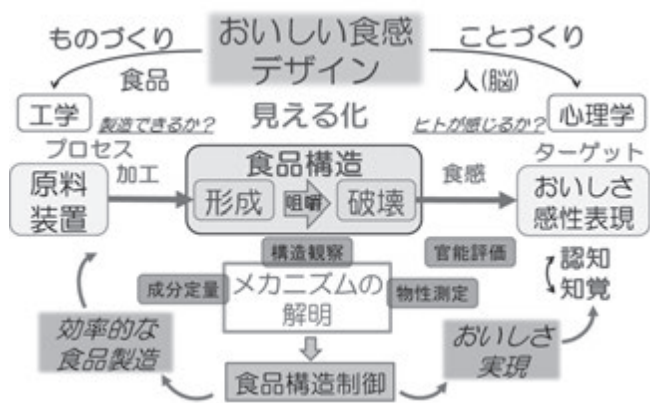 ものづくり
おいしい食感
デザイン
ことづくり
食品
人(脳)
工学
製造できるか?
見える化
ヒトが感じるか?
心理学
プロセス
ターゲット
原料
装置
加工
食品構造
形成
咀嚼
破壊
食感
おいしさ
感性表現
構造観察
官能評価
成分定量
メカニズムの
解明
物性測定
認知
知覚
効率的な
食品製造
おいしさ
実現
食品構造制御